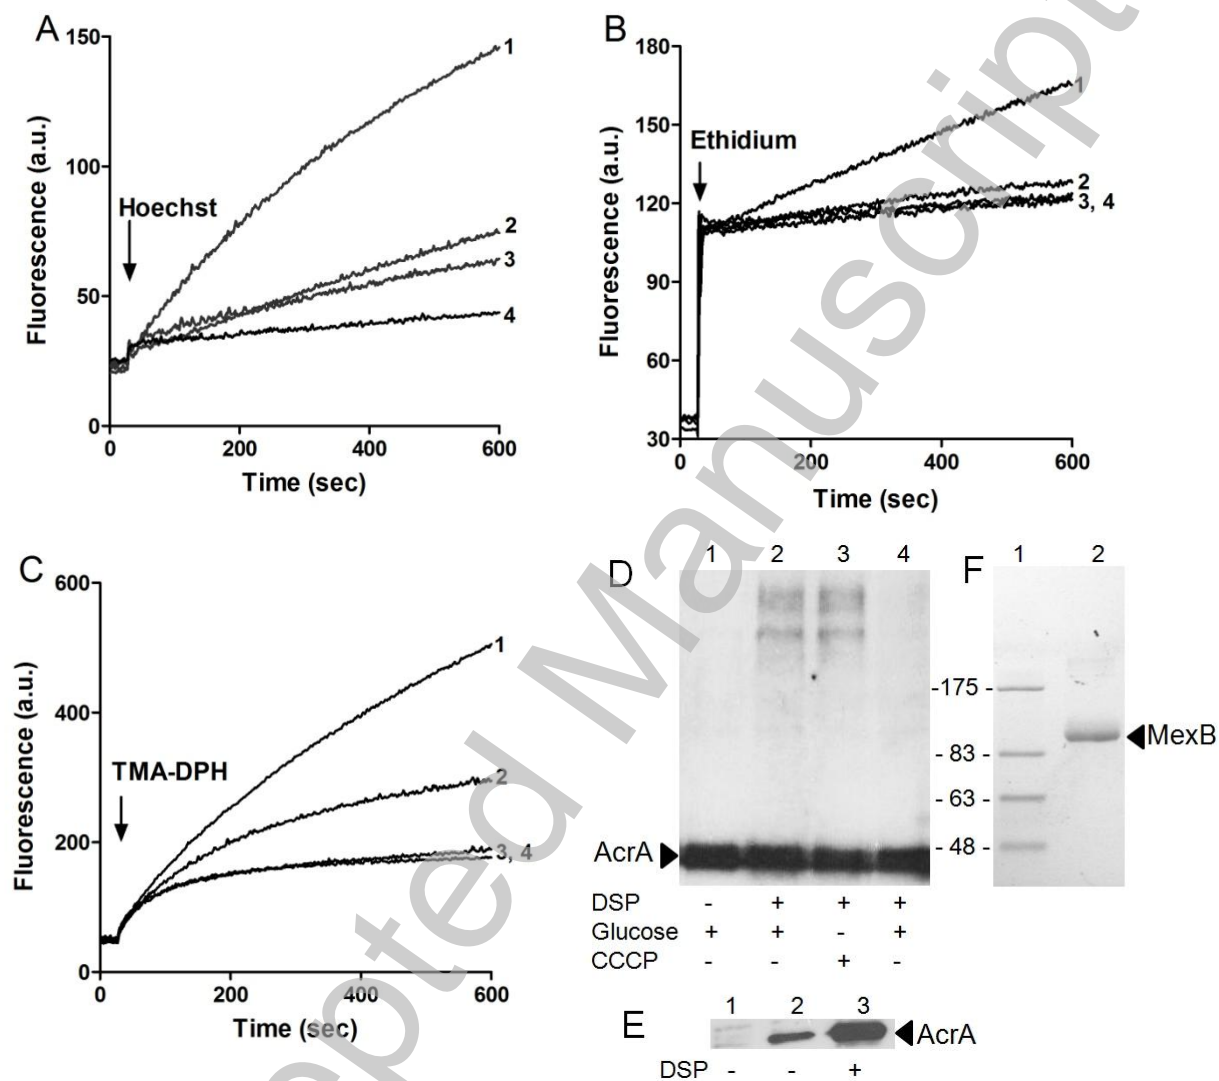 A
Fluorescence (a.u.)
150
100
50
0
Hoechst
1
2
3
4
0 200 400 600
Time (sec)
B
Fluorescence (a.u.)
180
150
120
90
60
30
Ethidium
1
2
3, 4
0 200 400 600
Time (sec)
C
Fluorescence (a.u.)
600
400
200
0
TMA-DPH
1
2
3, 4
0 200 400 600
Time (sec)
D
1 2 3 4
AcrA
DSP - + + +
Glucose + + - +
CCCP - - + -
F
1 2
-175 -
- 83 -
- 63 -
- 48 -
MexB
E
1 2 3
AcrA
DSP - - +
epted Manuscript